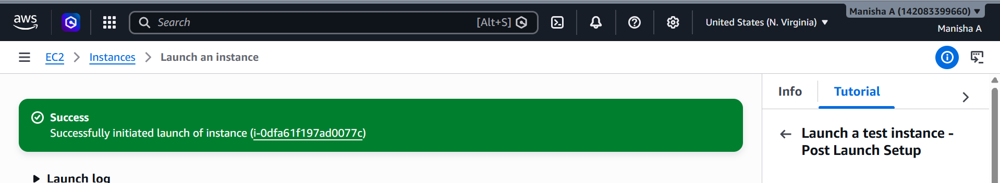 aws
Search
[Alt+S]
United States (N. Virginia)
Manisha A (142083399660)
Manisha A
EC2
Instances
Launch an instance
Info
Tutorial
Success
Successfully initiated launch of instance (i-0dfa61f197ad0077c)
Launch a test instance -
Post Launch Setup
Launch log